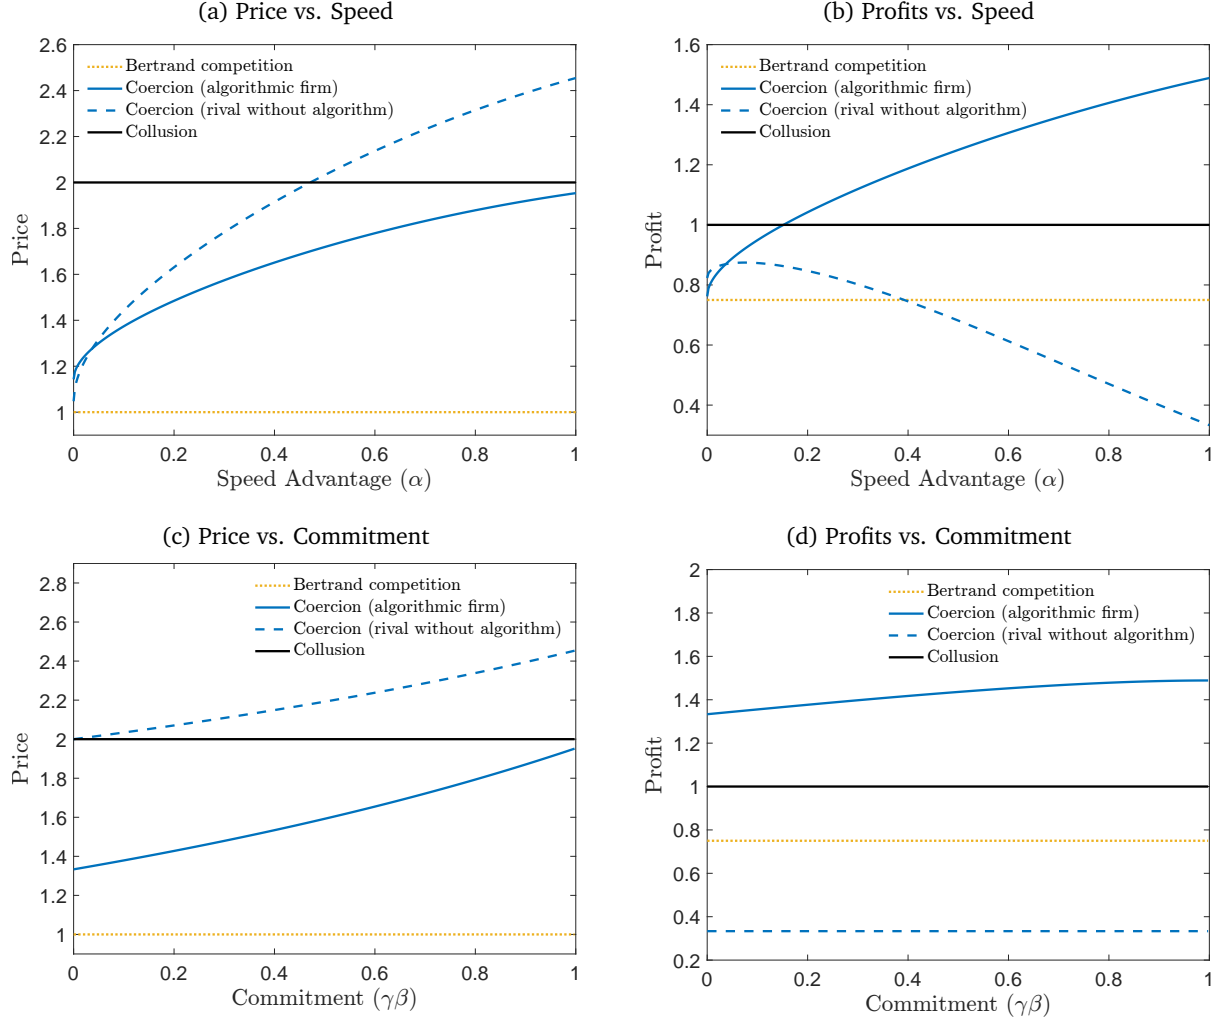 (a) Price vs. Speed
2.6
2.4
2.2
2
1.8
1.6
1.4
1.2
1
Price
Bertrand competition
Coercion (algorithmic firm)
Coercion (rival without algorithm)
Collusion
0 0.2 0.4 0.6 0.8 1
Speed Advantage (α)
(b) Profits vs. Speed
1.6
1.4
1.2
1
0.8
0.6
0.4
Profit
Bertrand competition
Coercion (algorithmic firm)
Coercion (rival without algorithm)
Collusion
0 0.2 0.4 0.6 0.8 1
Speed Advantage (α)
(c) Price vs. Commitment
2.8
2.6
2.4
2.2
2
1.8
1.6
1.4
1.2
1
Price
Bertrand competition
Coercion (algorithmic firm)
Coercion (rival without algorithm)
Collusion
0 0.2 0.4 0.6 0.8 1
Commitment (γβ)
(d) Profits vs. Commitment
2
1.8
1.6
1.4
1.2
1
0.8
0.6
0.4
0.2
Profit
Bertrand competition
Coercion (algorithmic firm)
Coercion (rival without algorithm)
Collusion
0 0.2 0.4 0.6 0.8 1
Commitment (γβ)